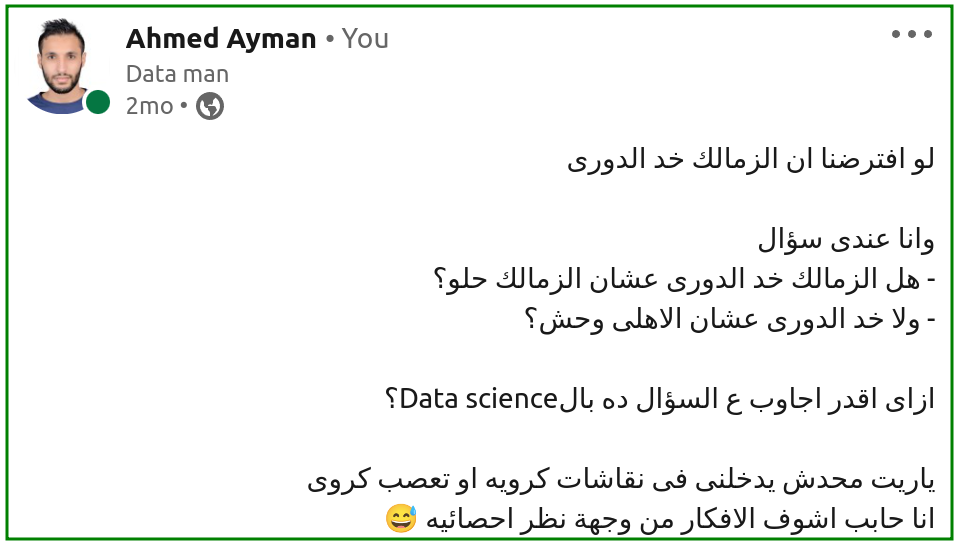 Ahmed Ayman • You
Data man
2mo •
لو افترضنا ان الزمالك خد الدورى
وانا عندى سؤال
- هل الزمالك خد الدورى عشان الزمالك حلو؟
- ولا خد الدورى عشان الاهلى وحش؟
ازاى اقدر اجاوب ع السؤال ده بالData science؟
ياريت محدش يدخلنى فى نقاشات كرويه او تعصب كروى
انا حابب اشوف الافكار من وجهة نظر احصائيه 😅